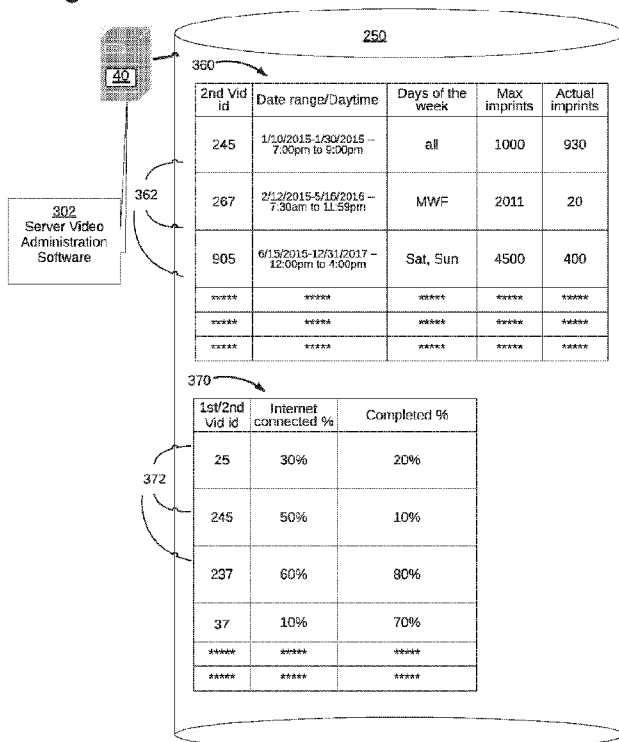 250
40
360
2nd Vid id | Date range/Daytime | Days of the week | Max imprints | Actual imprints
245 | 1/10/2015-1/30/2015 – 7:00pm to 9:00pm | all | 1000 | 930
362
267 | 2/12/2015-5/16/2016 – 7:30am to 11:59pm | MWF | 2011 | 20
302
Server Video
Administration
Software
905 | 6/15/2015-12/31/2017 – 12:00pm to 4:00pm | Sat, Sun | 4500 | 400
***** | ***** | ***** | ***** | *****
***** | ***** | ***** | ***** | *****
***** | ***** | ***** | ***** | *****
370
1st/2nd Vid id | Internet connected % | Completed %
25 | 30% | 20%
372
245 | 50% | 10%
237 | 60% | 80%
37 | 10% | 70%
***** | ***** | *****
***** | ***** | *****